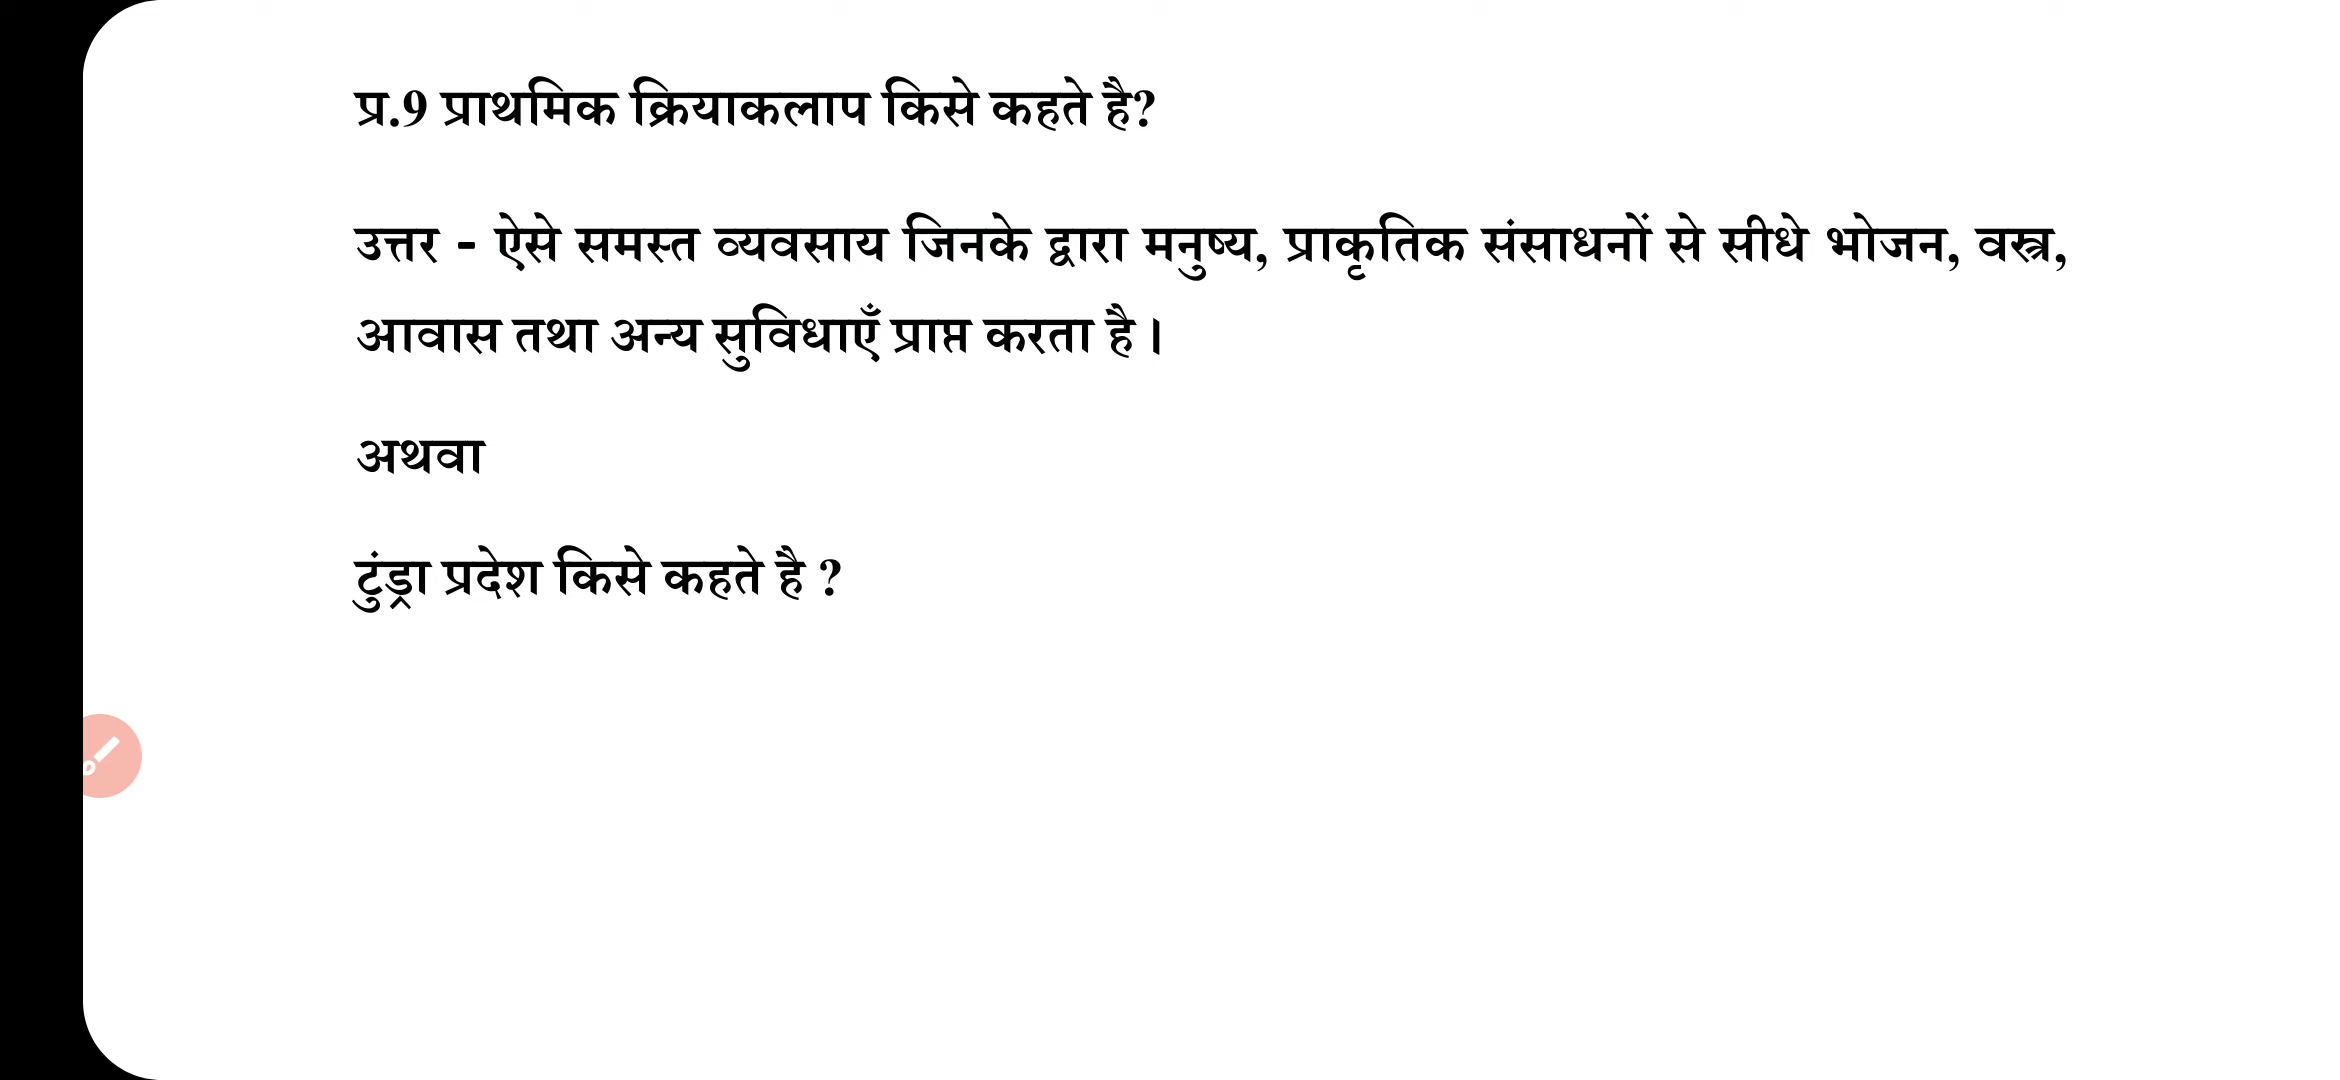 प्र.9 प्राथमिक क्रियाकलाप किसे कहते है?
उत्तर - ऐसे समस्त व्यवसाय जिनके द्वारा मनुष्य, प्राकृतिक संसाधनों से सीधे भोजन, वस्त्र,
आवास तथा अन्य सुविधाएँ प्राप्त करता है।
अथवा
टुंड्रा प्रदेश किसे कहते है ?